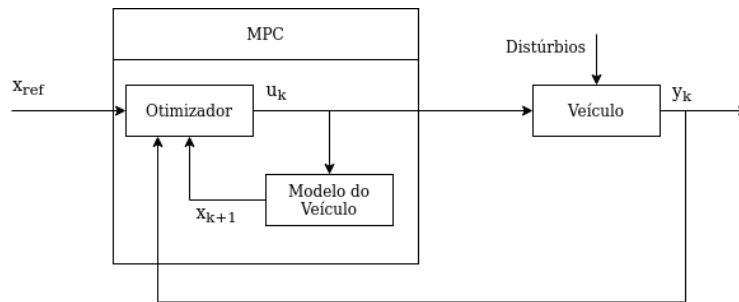 MPC
Distúrbios
x_ref
Otimizador
u_k
Veículo
y_k
Modelo do
Veículo
x_k+1